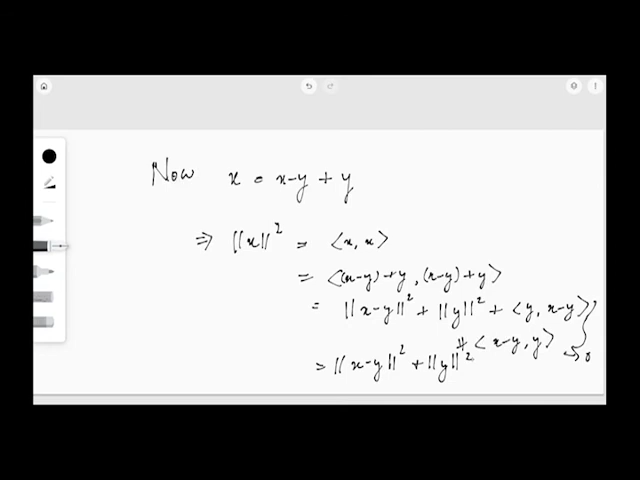 Now x = x-y + y
⇒ ||x||² = <x, x>
= <(x-y)+y, (x-y)+y>
= ||x-y||² + ||y||² + <y, x-y>
+ <x-y, y> → 0
= ||x-y||² + ||y||²